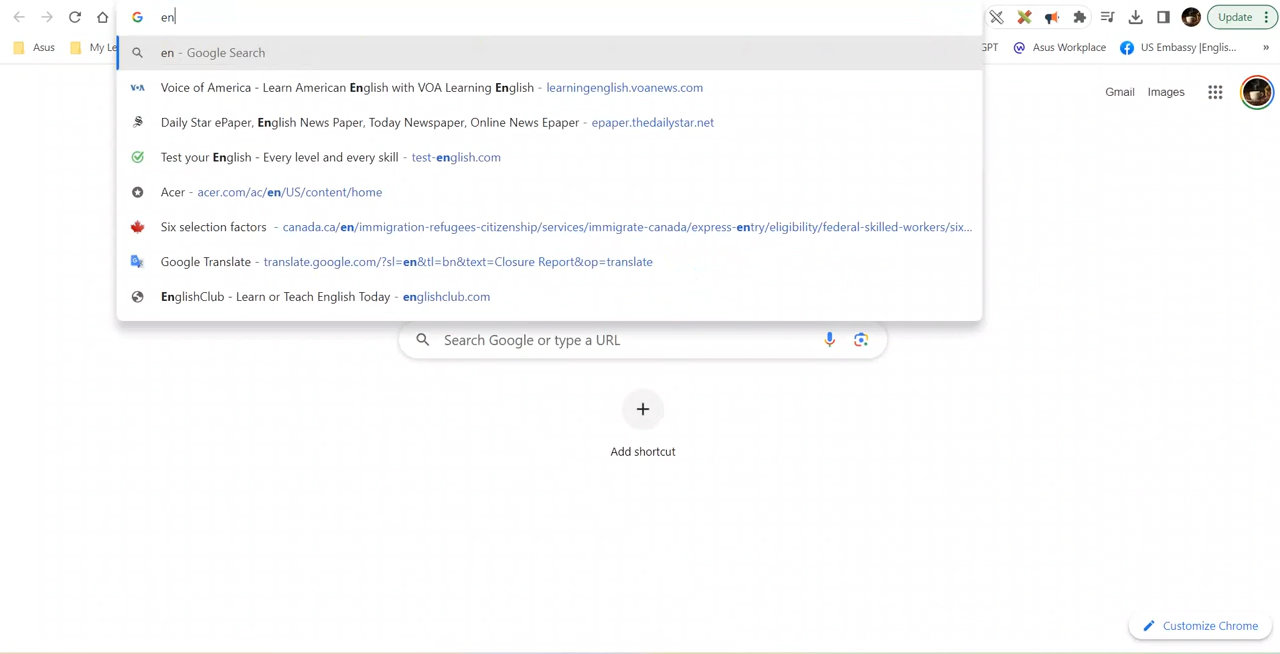 en
Update
Asus
My Le
GPT
Asus Workplace
US Embassy |Englis...
»
en - Google Search
Voice of America - Learn American English with VOA Learning English - learningenglish.voanews.com
Daily Star ePaper, English News Paper, Today Newspaper, Online News Epaper - epaper.thedailystar.net
Test your English - Every level and every skill - test-english.com
Acer - acer.com/ac/en/US/content/home
Six selection factors - canada.ca/en/immigration-refugees-citizenship/services/immigrate-canada/express-entry/eligibility/federal-skilled-workers/six...
Google Translate - translate.google.com/?sl=en&tl=bn&text=Closure Report&op=translate
EnglishClub - Learn or Teach English Today - englishclub.com
Gmail
Images
Search Google or type a URL
Add shortcut
Customize Chrome